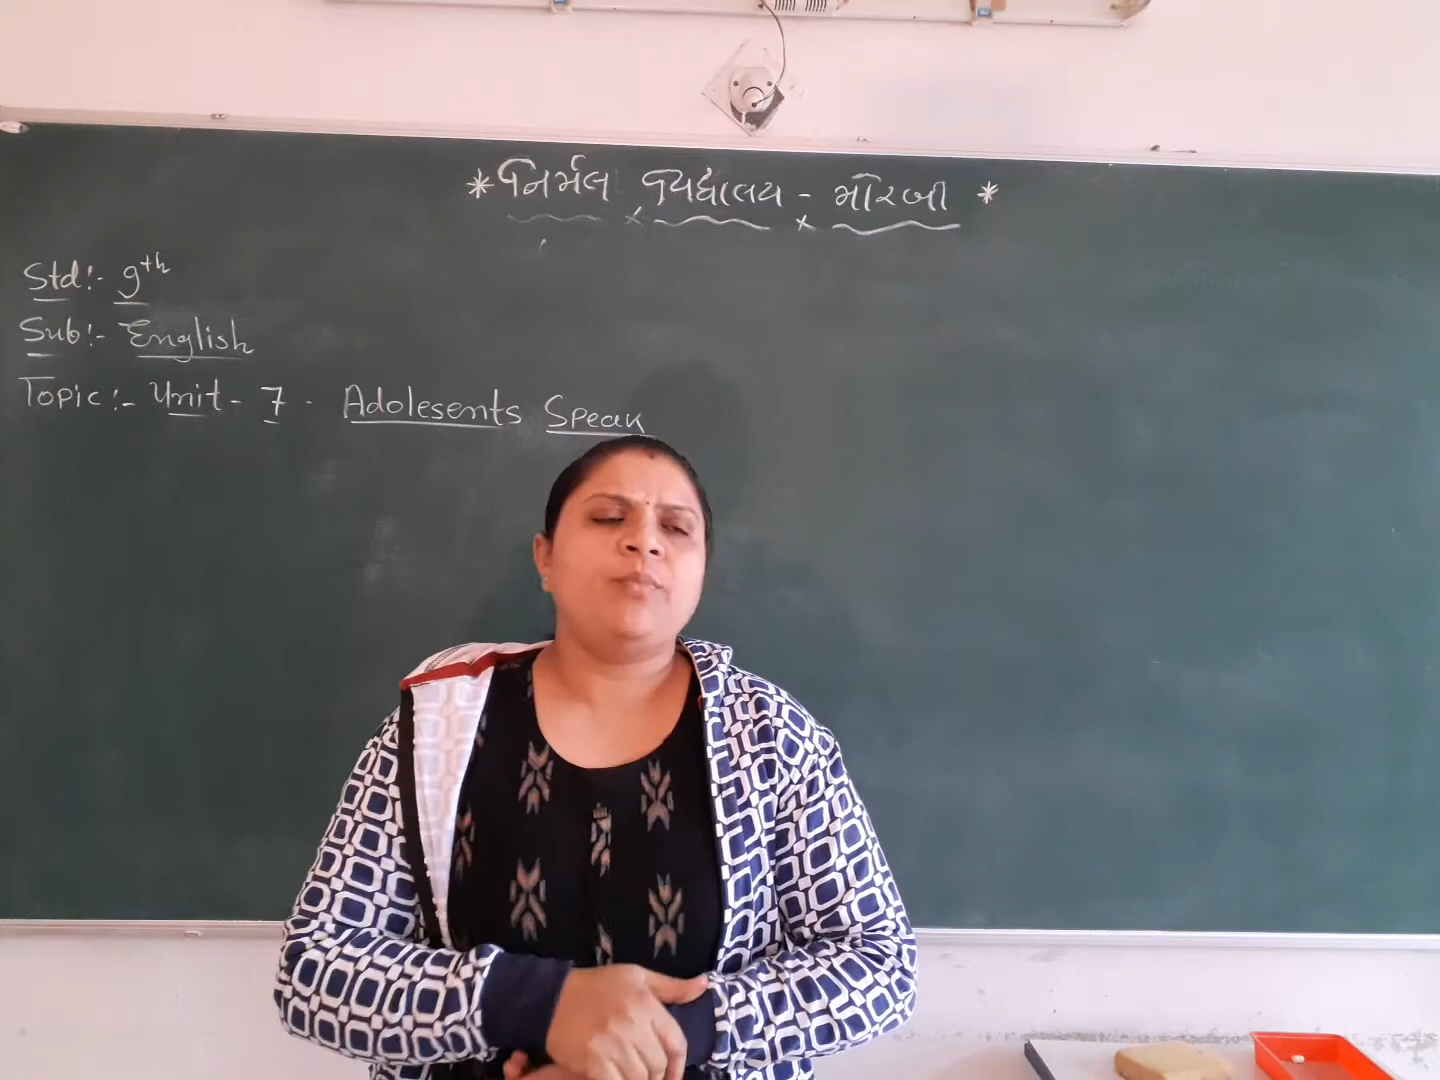 * નિર્મલ વિદ્યાલય - મોરબી *
Std:- 9th
Sub:- English
Topic:- Unit - 7 - Adolesents Speak